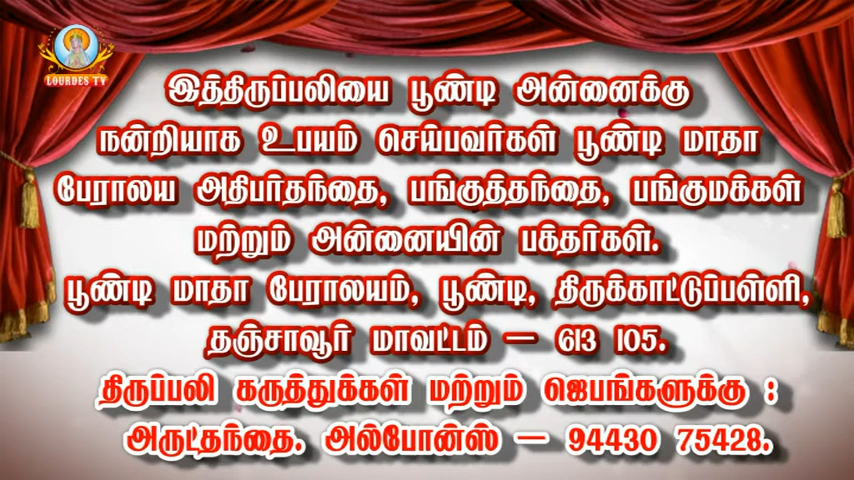 LOURDES TV
இத்திருப்பலியை பூண்டி அன்னைக்கு
நன்றியாக உபயம் செய்பவர்கள் பூண்டி மாதா
பேராலய அதிபர்தந்தை, பங்குத்தந்தை, பங்குமக்கள்
மற்றும் அன்னையின் பக்தர்கள்.
பூண்டி மாதா பேராலயம், பூண்டி, திருக்காட்டுப்பள்ளி,
தஞ்சாவூர் மாவட்டம் – 613 105.
திருப்பலி கருத்துக்கள் மற்றும் ஜெபங்களுக்கு :
அருட்தந்தை. அல்போன்ஸ் – 94430 75428.